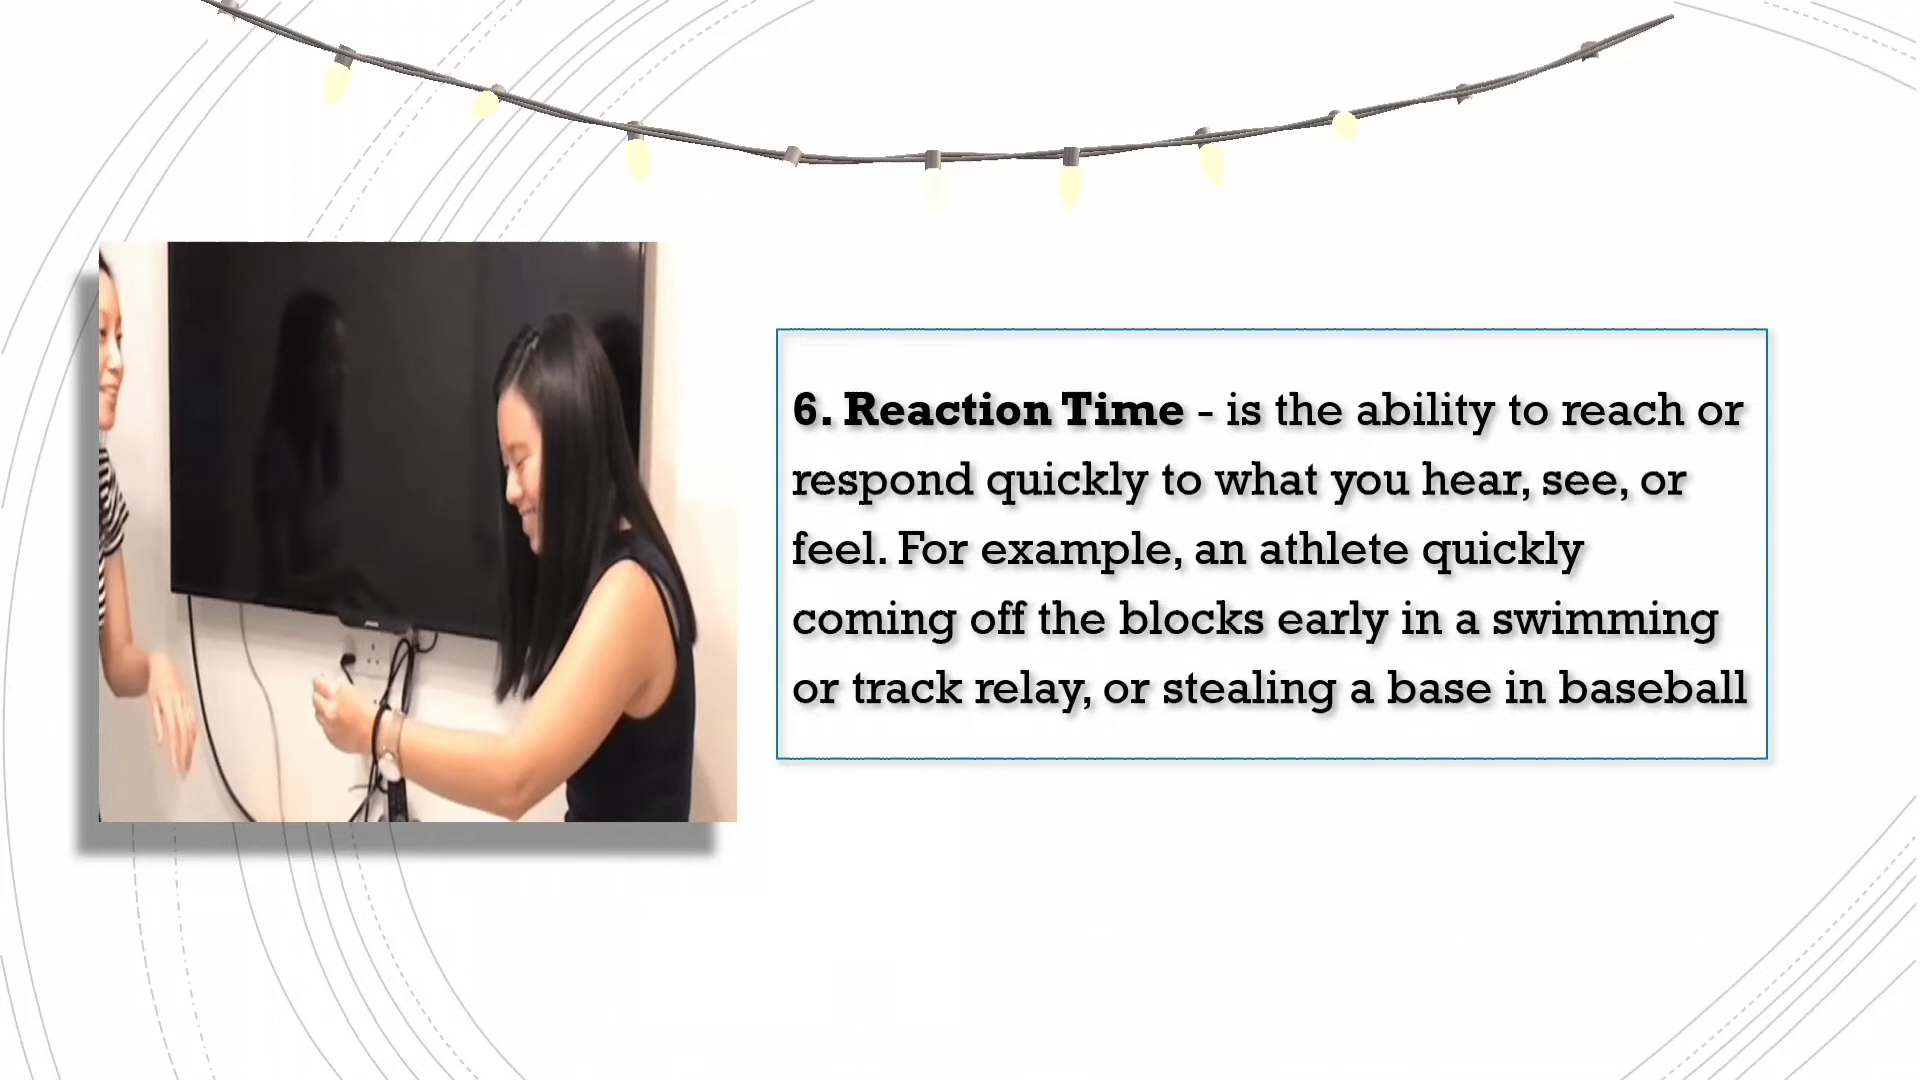 6. Reaction Time - is the ability to reach or
respond quickly to what you hear, see, or
feel. For example, an athlete quickly
coming off the blocks early in a swimming
or track relay, or stealing a base in baseball